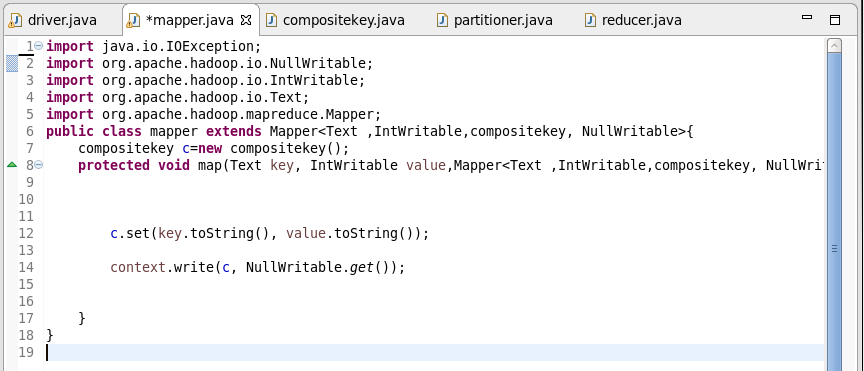 driver.java *mapper.java compositekey.java partitioner.java reducer.java
1 import java.io.IOException;
2 import org.apache.hadoop.io.NullWritable;
3 import org.apache.hadoop.io.IntWritable;
4 import org.apache.hadoop.io.Text;
5 import org.apache.hadoop.mapreduce.Mapper;
6 public class mapper extends Mapper<Text ,IntWritable,compositekey, NullWritable>{
7 compositekey c=new compositekey();
8 protected void map(Text key, IntWritable value,Mapper<Text ,IntWritable,compositekey, NullWrit
9
10
11
12 c.set(key.toString(), value.toString());
13
14 context.write(c, NullWritable.get());
15
16
17 }
18 }
19